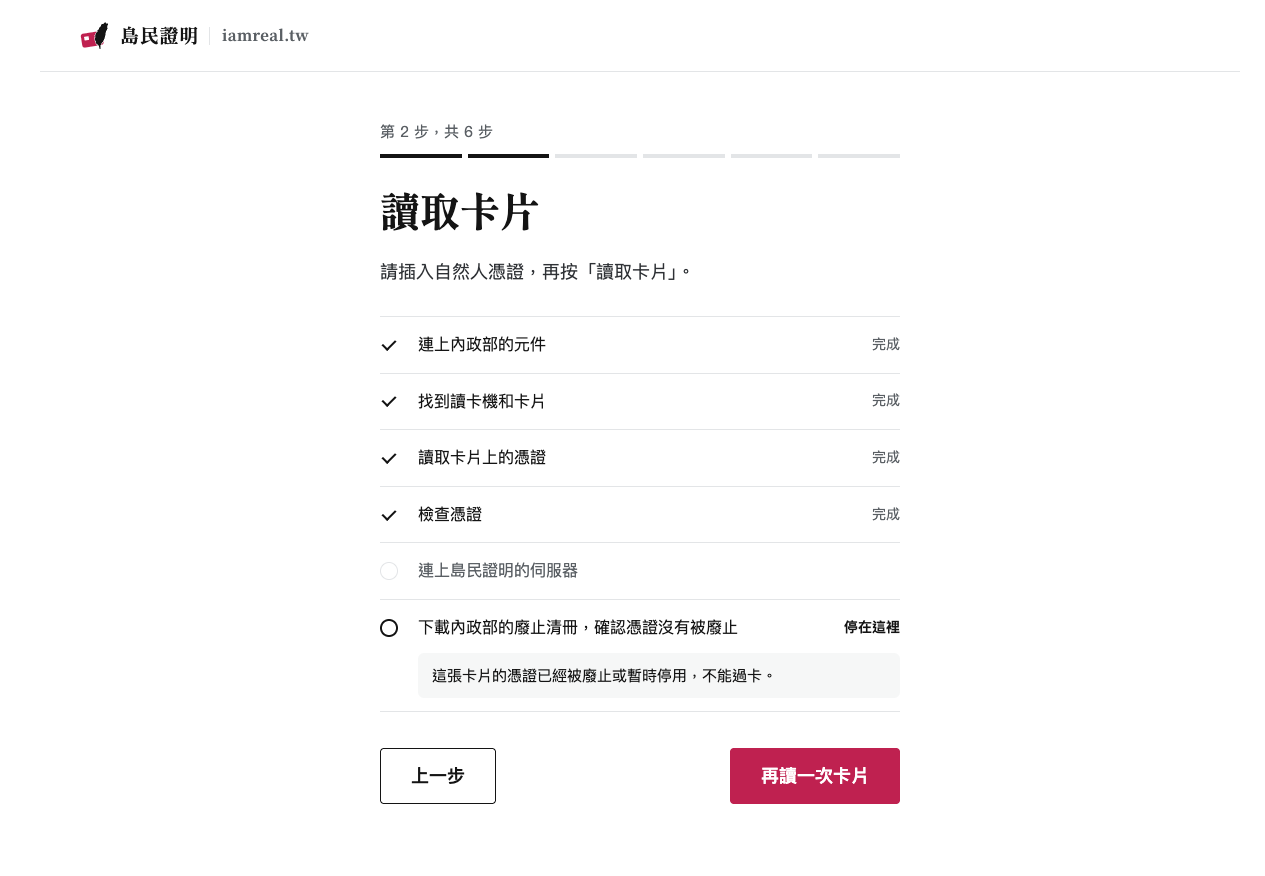 島民證明 iamreal.tw
第 2 步，共 6 步
讀取卡片
請插入自然人憑證，再按「讀取卡片」。
連上內政部的元件 完成
找到讀卡機和卡片 完成
讀取卡片上的憑證 完成
檢查憑證 完成
連上島民證明的伺服器
下載內政部的廢止清冊，確認憑證沒有被廢止 停在這裡
這張卡片的憑證已經被廢止或暫時停用，不能過卡。
上一步 再讀一次卡片